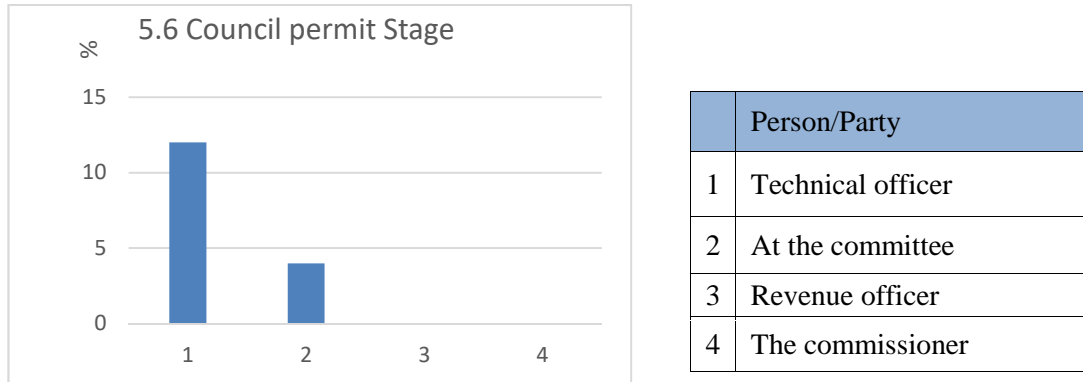 5.6 Council permit Stage
%
15
10
5
0
1 2 3 4
Person/Party
1 Technical officer
2 At the committee
3 Revenue officer
4 The commissioner